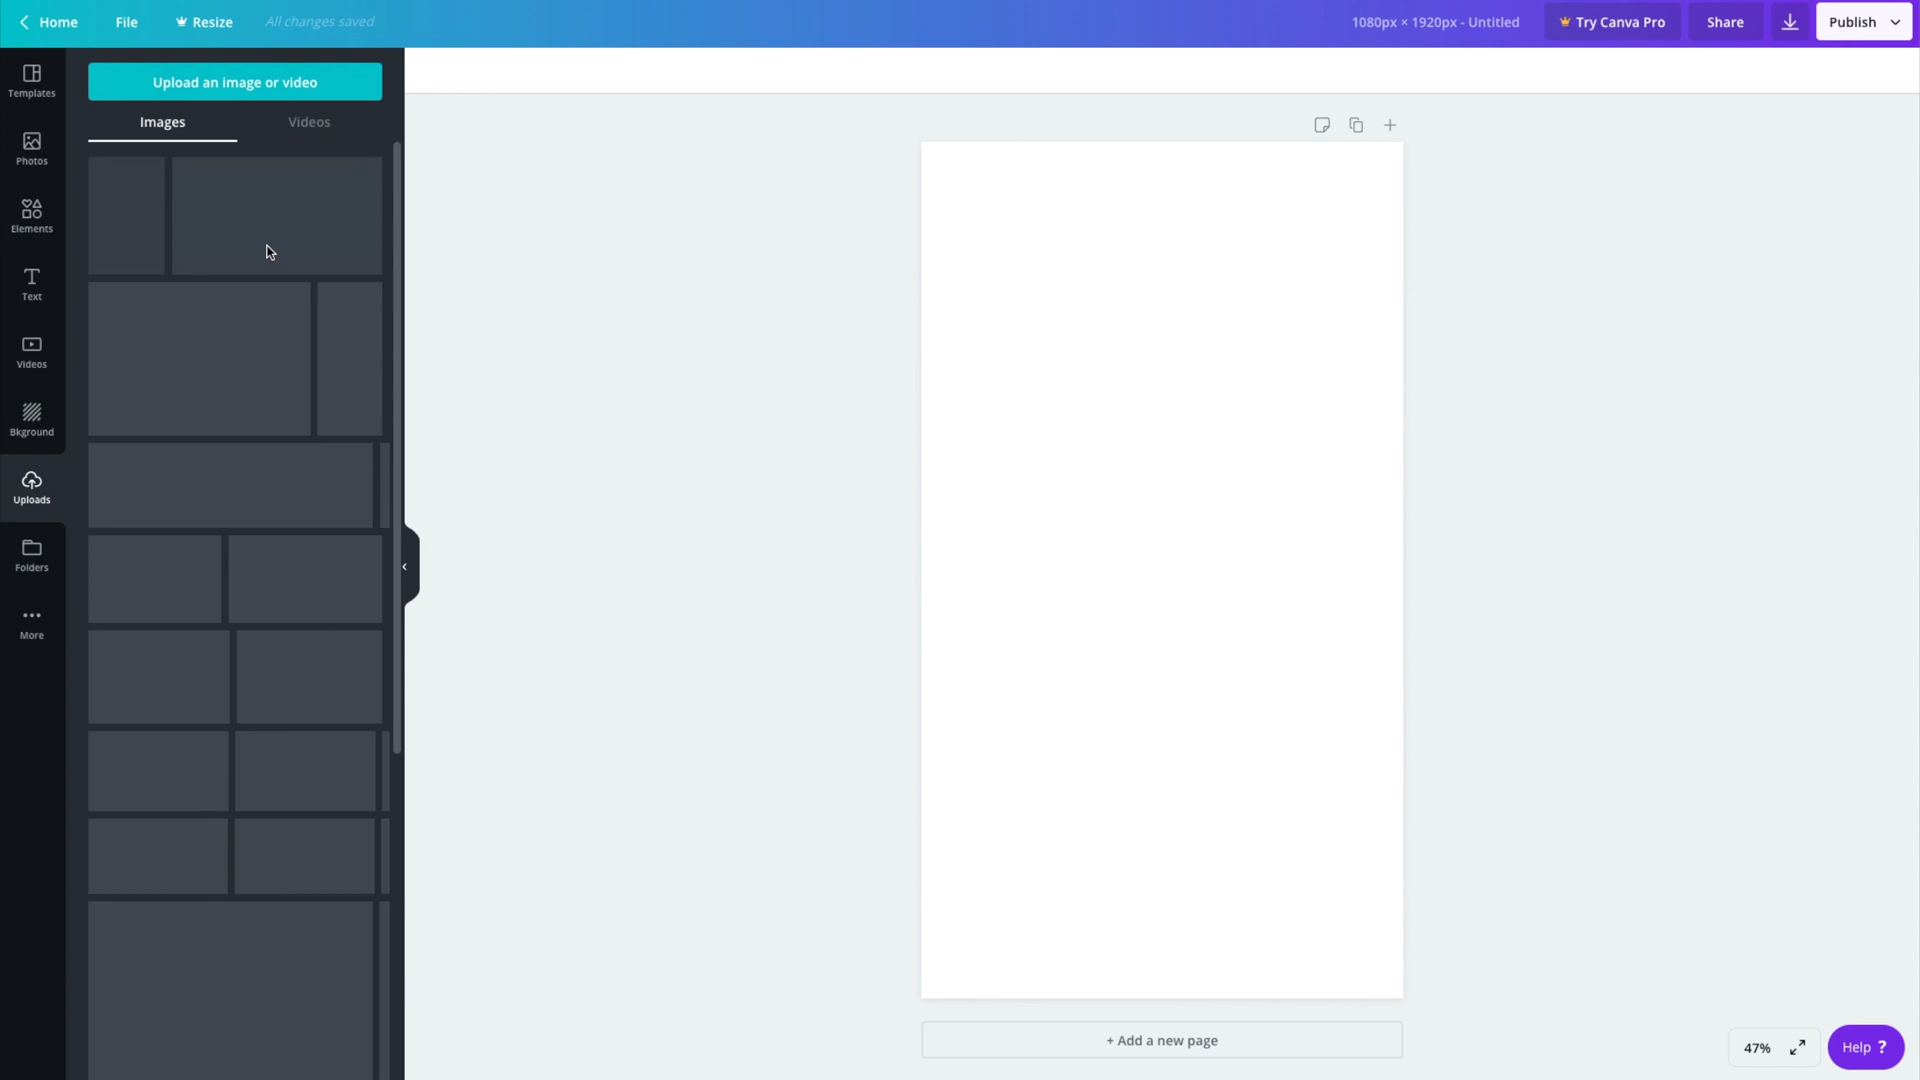 Home File Resize All changes saved 1080px × 1920px - Untitled Try Canva Pro Share Publish
Upload an image or video
Images Videos
Templates
Photos
Elements
Text
Videos
Bkground
Uploads
Folders
More
+ Add a new page
47% Help ?